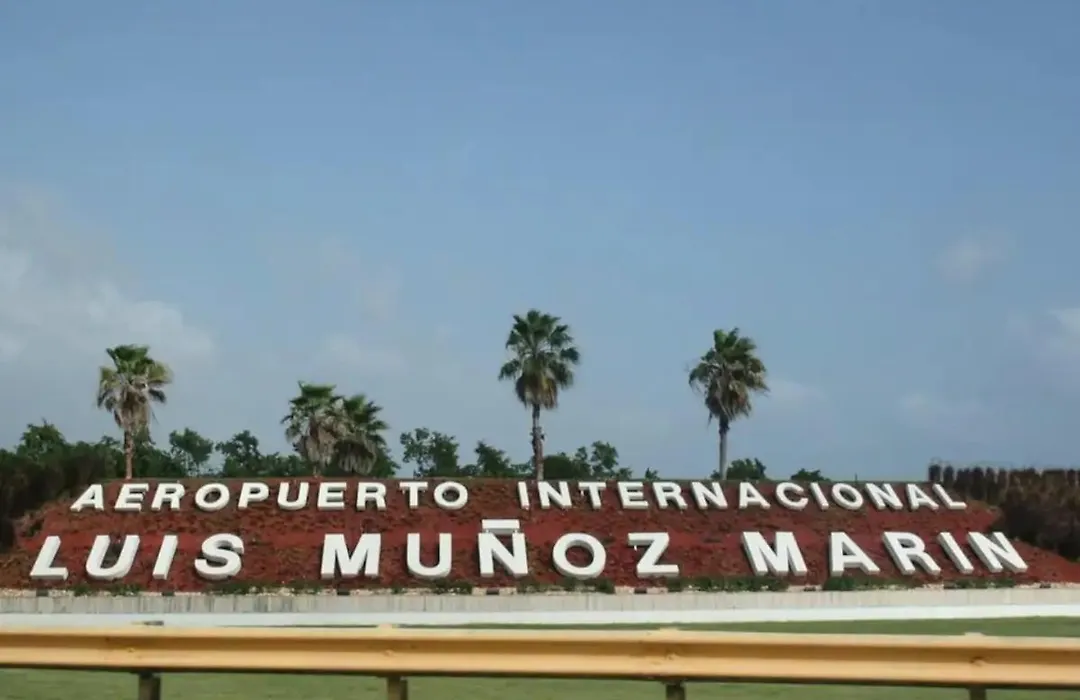 AEROPUERTO INTERNACIONAL
LUIS MUÑOZ MARIN